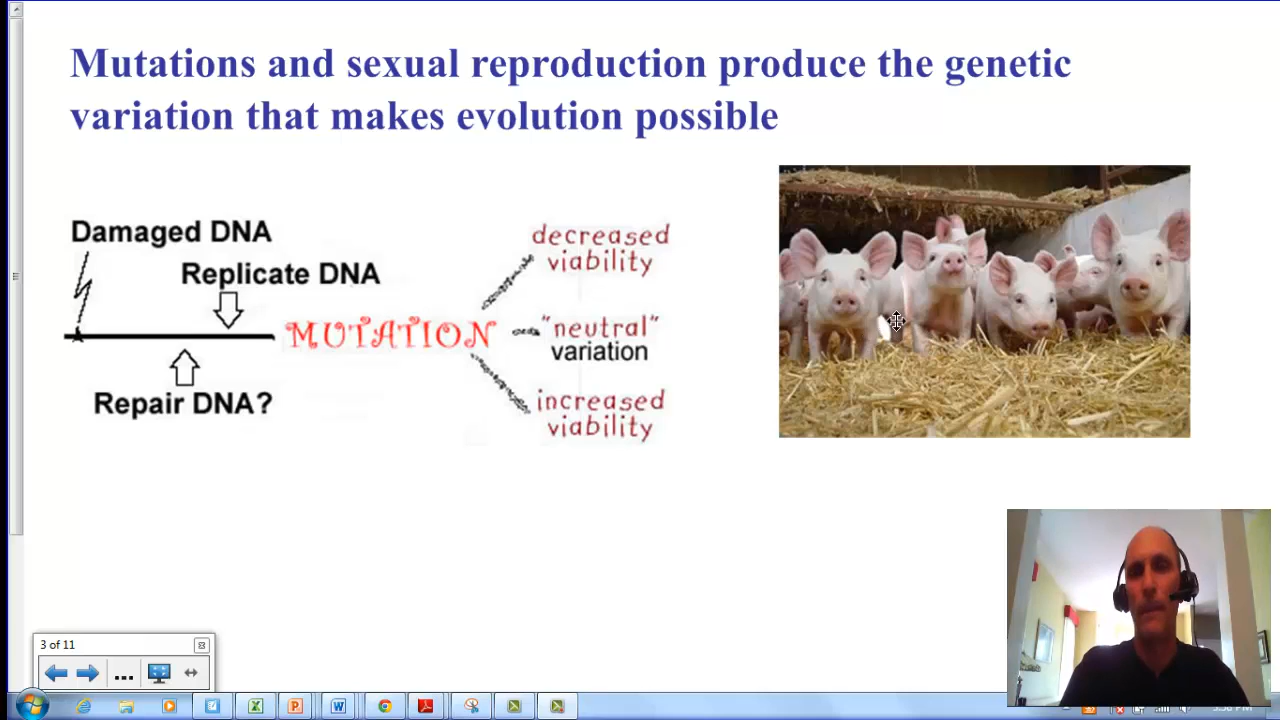 Mutations and sexual reproduction produce the genetic
variation that makes evolution possible
Damaged DNA
Replicate DNA
MUTATION
Repair DNA?
decreased
viability
"neutral"
variation
increased
viability
3 of 11
...